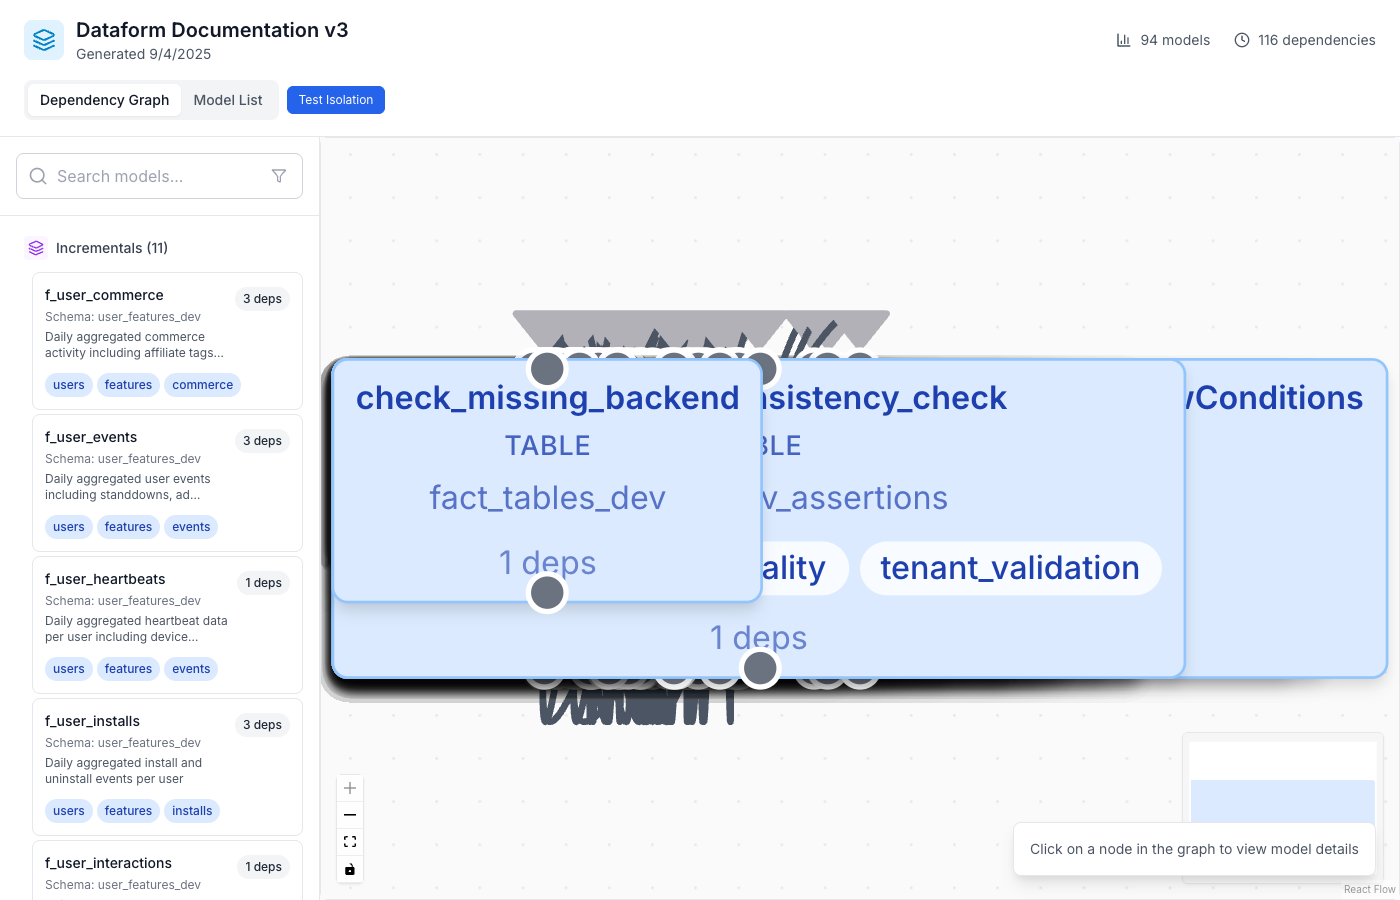 Dataform Documentation v3
Generated 9/4/2025
94 models
116 dependencies
Dependency Graph
Model List
Test Isolation
Search models...
Incrementals (11)
f_user_commerce
3 deps
Schema: user_features_dev
Daily aggregated commerce
activity including affiliate tags...
users
features
commerce
f_user_events
3 deps
Schema: user_features_dev
Daily aggregated user events
including standdowns, ad...
users
features
events
f_user_heartbeats
1 deps
Schema: user_features_dev
Daily aggregated heartbeat data
per user including device...
users
features
events
f_user_installs
3 deps
Schema: user_features_dev
Daily aggregated install and
uninstall events per user
users
features
installs
f_user_interactions
1 deps
Schema: user_features_dev
check_missing_backend
TABLE
fact_tables_dev
1 deps
nsistency_check
BLE
v_assertions
ality
tenant_validation
1 deps
vConditions
Click on a node in the graph to view model details
React Flow